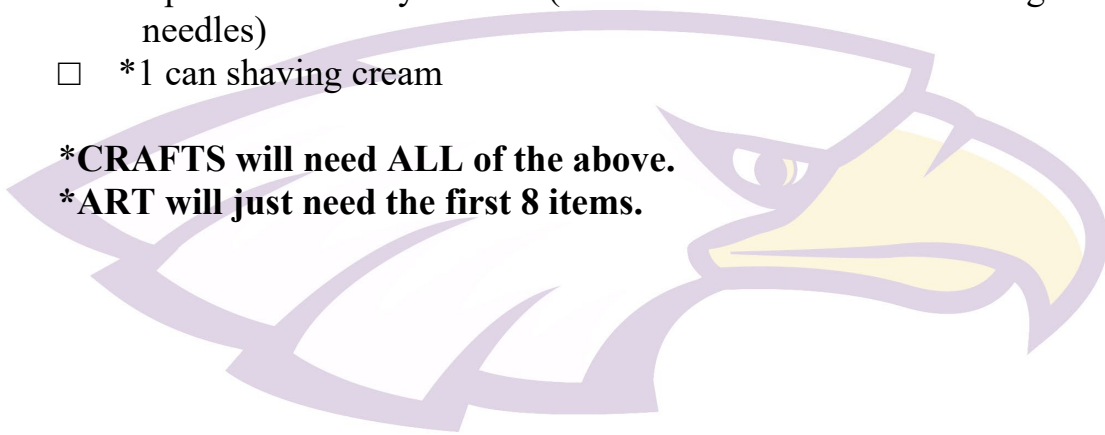 needles)
□ *1 can shaving cream
*CRAFTS will need ALL of the above.
*ART will just need the first 8 items.